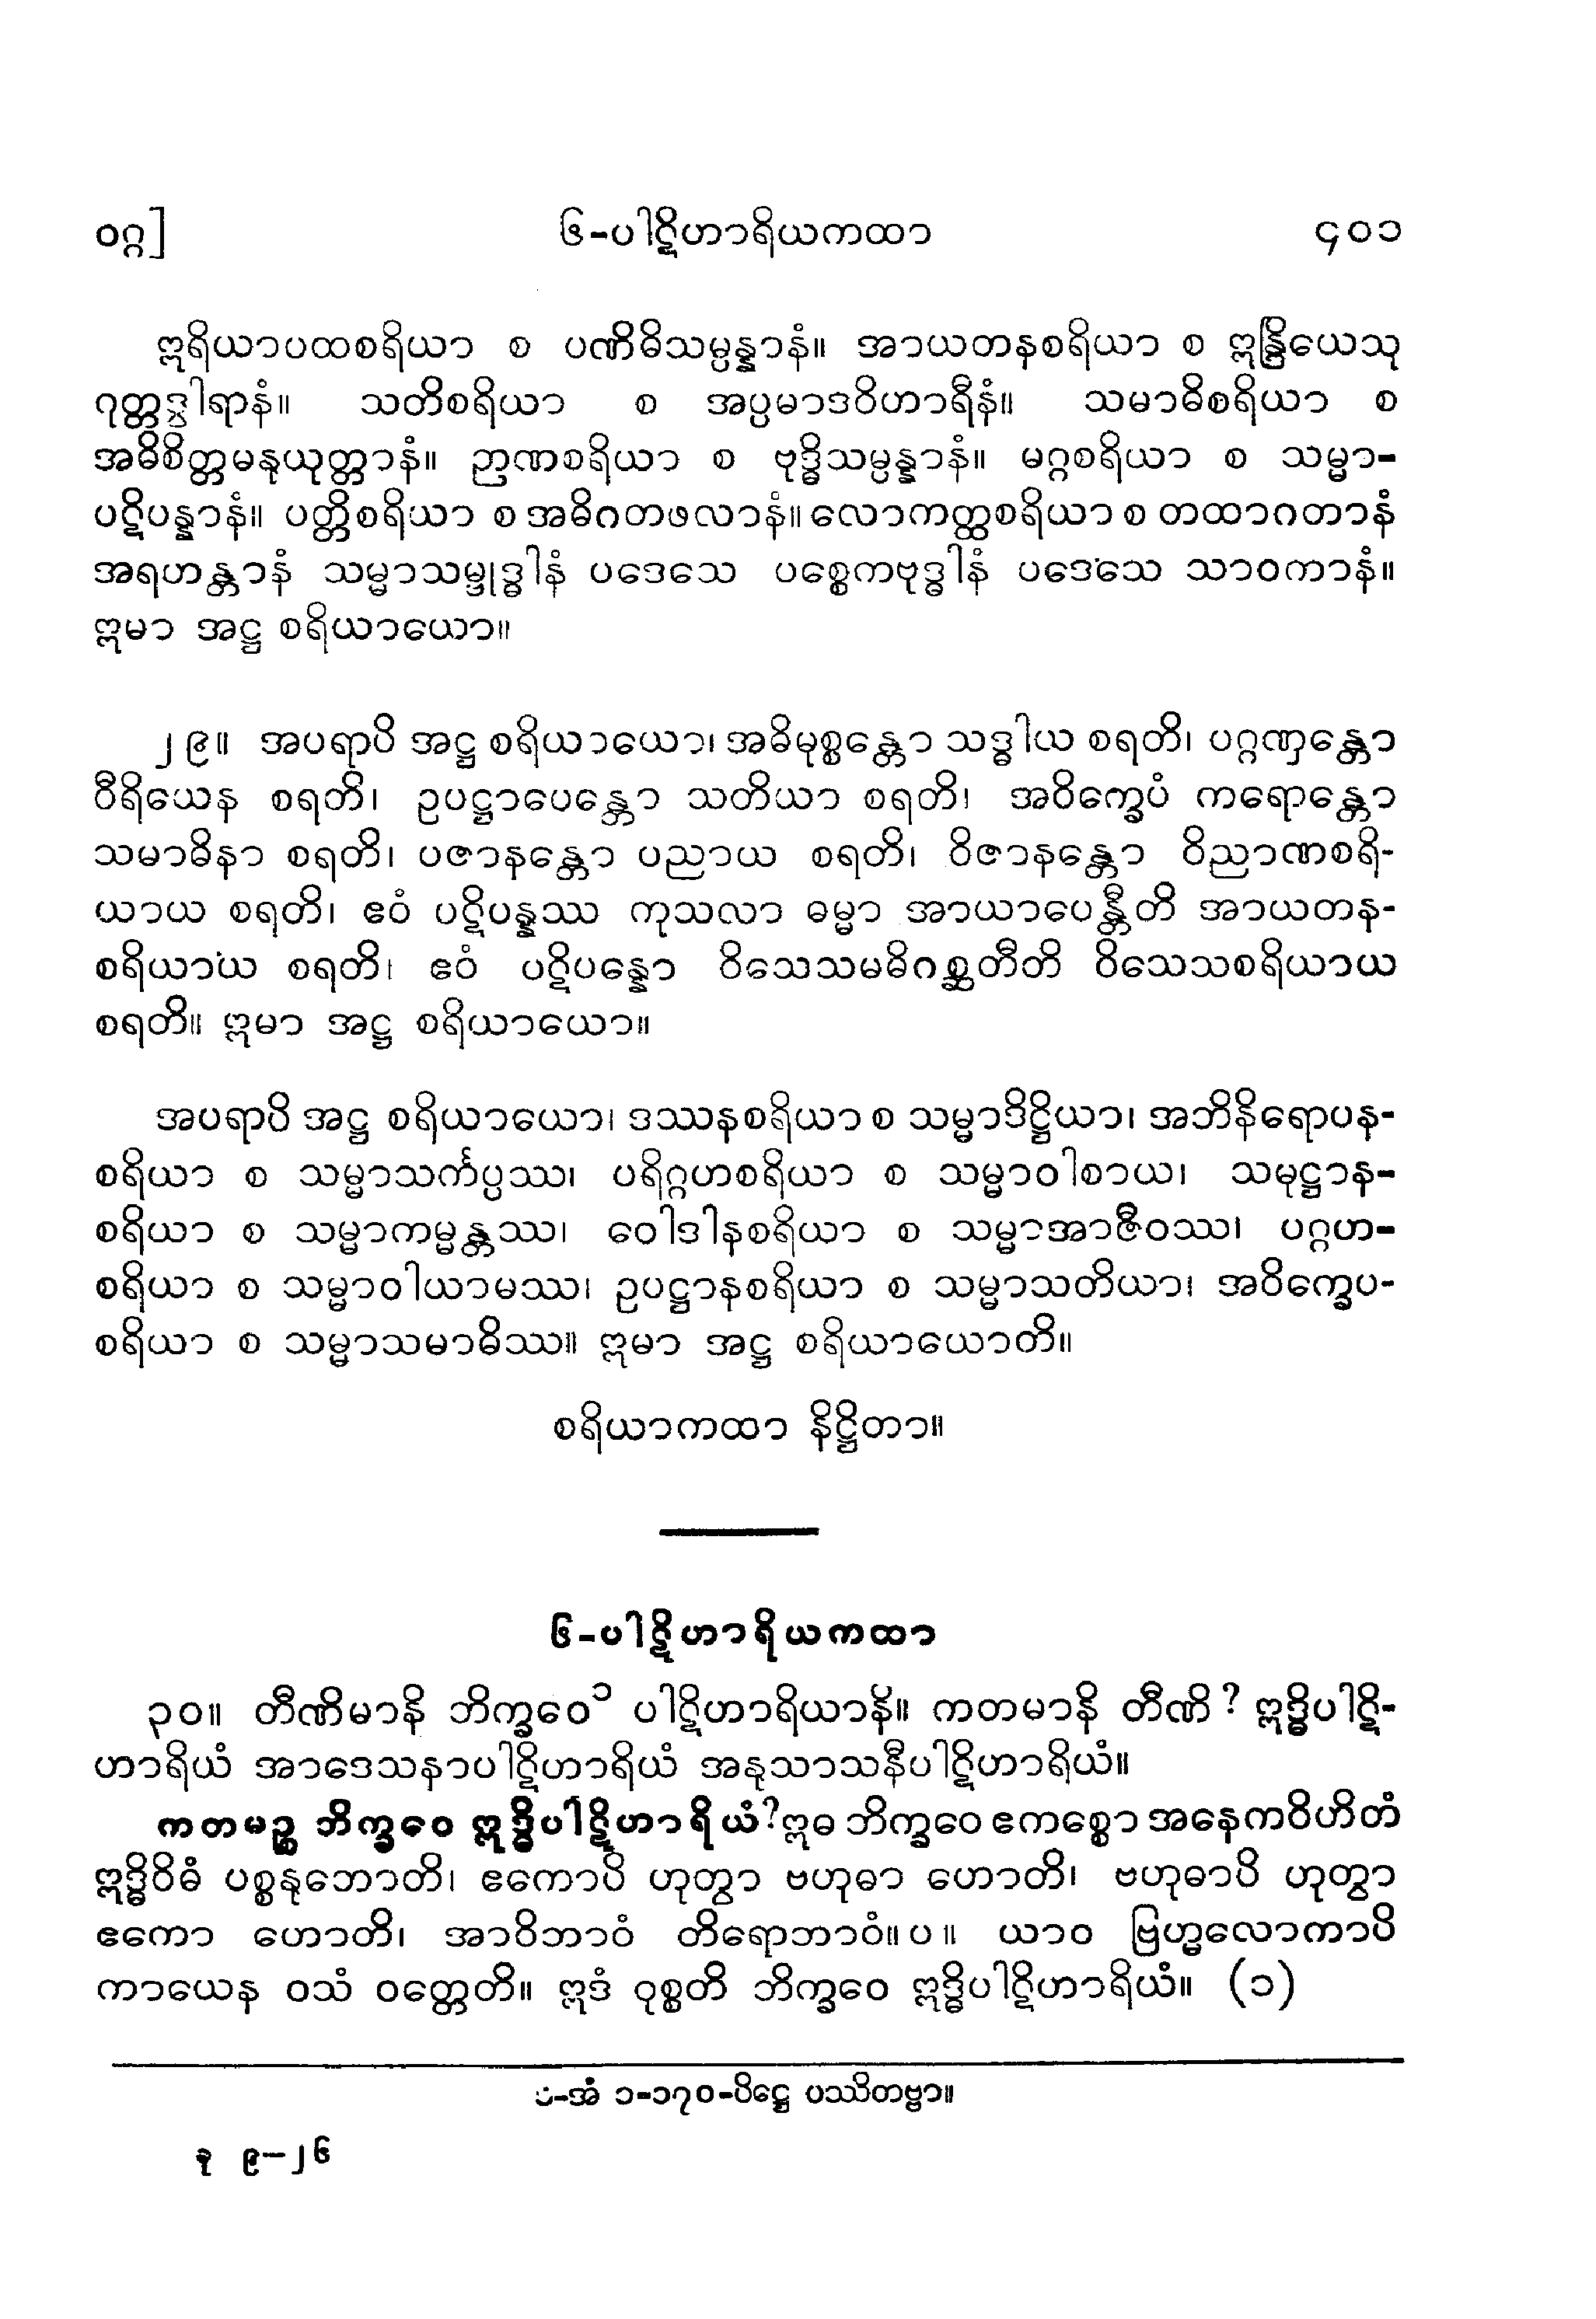 ဝဂ္ဂ]  ၆-ပါဋိဟာရိယကထာ  ၄၀၁
ဣရိယာပထစရိယာ စ ပဏိဓိသမ္ပန္နာနံ။ အာယတနစရိယာ စ ဣန္ဒြိယေသု
ဂုတ္တဒွါရာနံ။ သတိစရိယာ စ အပ္ပမာဒဝိဟာရီနံ။ သမာဓိစရိယာ စ
အဓိစိတ္တမနုယုတ္တာနံ။ ဉာဏစရိယာ စ ဗုဒ္ဓိသမ္ပန္နာနံ။ မဂ္ဂစရိယာ စ သမ္မာ-
ပဋိပန္နာနံ။ ပတ္တိစရိယာ စ အဓိဂတဖလာနံ။ လောကတ္ထစရိယာ စ တထာဂတာနံ
အရဟန္တာနံ သမ္မာသမ္ဗုဒ္ဓါနံ ပဒေသေ ပစ္စေကဗုဒ္ဓါနံ ပဒေသေ သာဝကာနံ။
ဣမာ အဋ္ဌ စရိယာယော။
၂၉။ အပရာပိ အဋ္ဌ စရိယာယော၊ အဓိမုစ္စန္တော သဒ္ဓါယ စရတိ၊ ပဂ္ဂဏှန္တော
ဝီရိယေန စရတိ၊ ဥပဋ္ဌာပေန္တော သတိယာ စရတိ၊ အဝိက္ခေပံ ကရောန္တော
သမာဓိနာ စရတိ၊ ပဇာနန္တော ပညာယ စရတိ၊ ဝိဇာနန္တော ဝိညာဏစရိ-
ယာယ စရတိ၊ ဧဝံ ပဋိပန္နဿ ကုသလာ ဓမ္မာ အာယာပေန္တီတိ အာယတန-
စရိယာယ စရတိ၊ ဧဝံ ပဋိပန္နော ဝိသေသမဓိဂစ္ဆတီတိ ဝိသေသစရိယာယ
စရတိ။ ဣမာ အဋ္ဌ စရိယာယော။
အပရာပိ အဋ္ဌ စရိယာယော၊ ဒဿနစရိယာ စ သမ္မာဒိဋ္ဌိယာ၊ အဘိနိရောပန-
စရိယာ စ သမ္မာသင်္ကပ္ပဿ၊ ပရိဂ္ဂဟစရိယာ စ သမ္မာဝါစာယ၊ သမုဋ္ဌာန-
စရိယာ စ သမ္မာကမ္မန္တဿ၊ ဝေါဒါနစရိယာ စ သမ္မာအာဇီဝဿ၊ ပဂ္ဂဟ-
စရိယာ စ သမ္မာဝါယာမဿ၊ ဥပဋ္ဌာနစရိယာ စ သမ္မာသတိယာ၊ အဝိက္ခေပ-
စရိယာ စ သမ္မာသမာဓိဿ။ ဣမာ အဋ္ဌ စရိယာယောတိ။
စရိယာကထာ နိဋ္ဌိတာ။
၆-ပါဋိဟာရိယကထာ
၃၀။ တီဏိမာနိ ဘိက္ခဝေ ၁ ပါဋိဟာရိယာနိ။ ကတမာနိ တီဏိ ? ဣဒ္ဓိပါဋိ-
ဟာရိယံ အာဒေသနာပါဋိဟာရိယံ အနုသာသနီပါဋိဟာရိယံ။
ကတမဉ္စ ဘိက္ခဝေ ဣဒ္ဓိပါဋိဟာရိယံ? ဣဓ ဘိက္ခဝေ ဧကစ္စော အနေကဝိဟိတံ
ဣဒ္ဓိဝိဓံ ပစ္စနုဘောတိ၊ ဧကောပိ ဟုတွာ ဗဟုဓာ ဟောတိ၊ ဗဟုဓာပိ ဟုတွာ
ဧကော ဟောတိ၊ အာဝိဘာဝံ တိရောဘာဝံ။ ပ ။ ယာဝ ဗြဟ္မလောကာပိ
ကာယေန ဝသံ ဝတ္တေတိ။ ဣဒံ ဝုစ္စတိ ဘိက္ခဝေ ဣဒ္ဓိပါဋိဟာရိယံ။ (၁)
၁-အံ ၁-၁၇၀-ပိဋ္ဌေ ပဿိတဗ္ဗာ။
နု ၉-၂၆